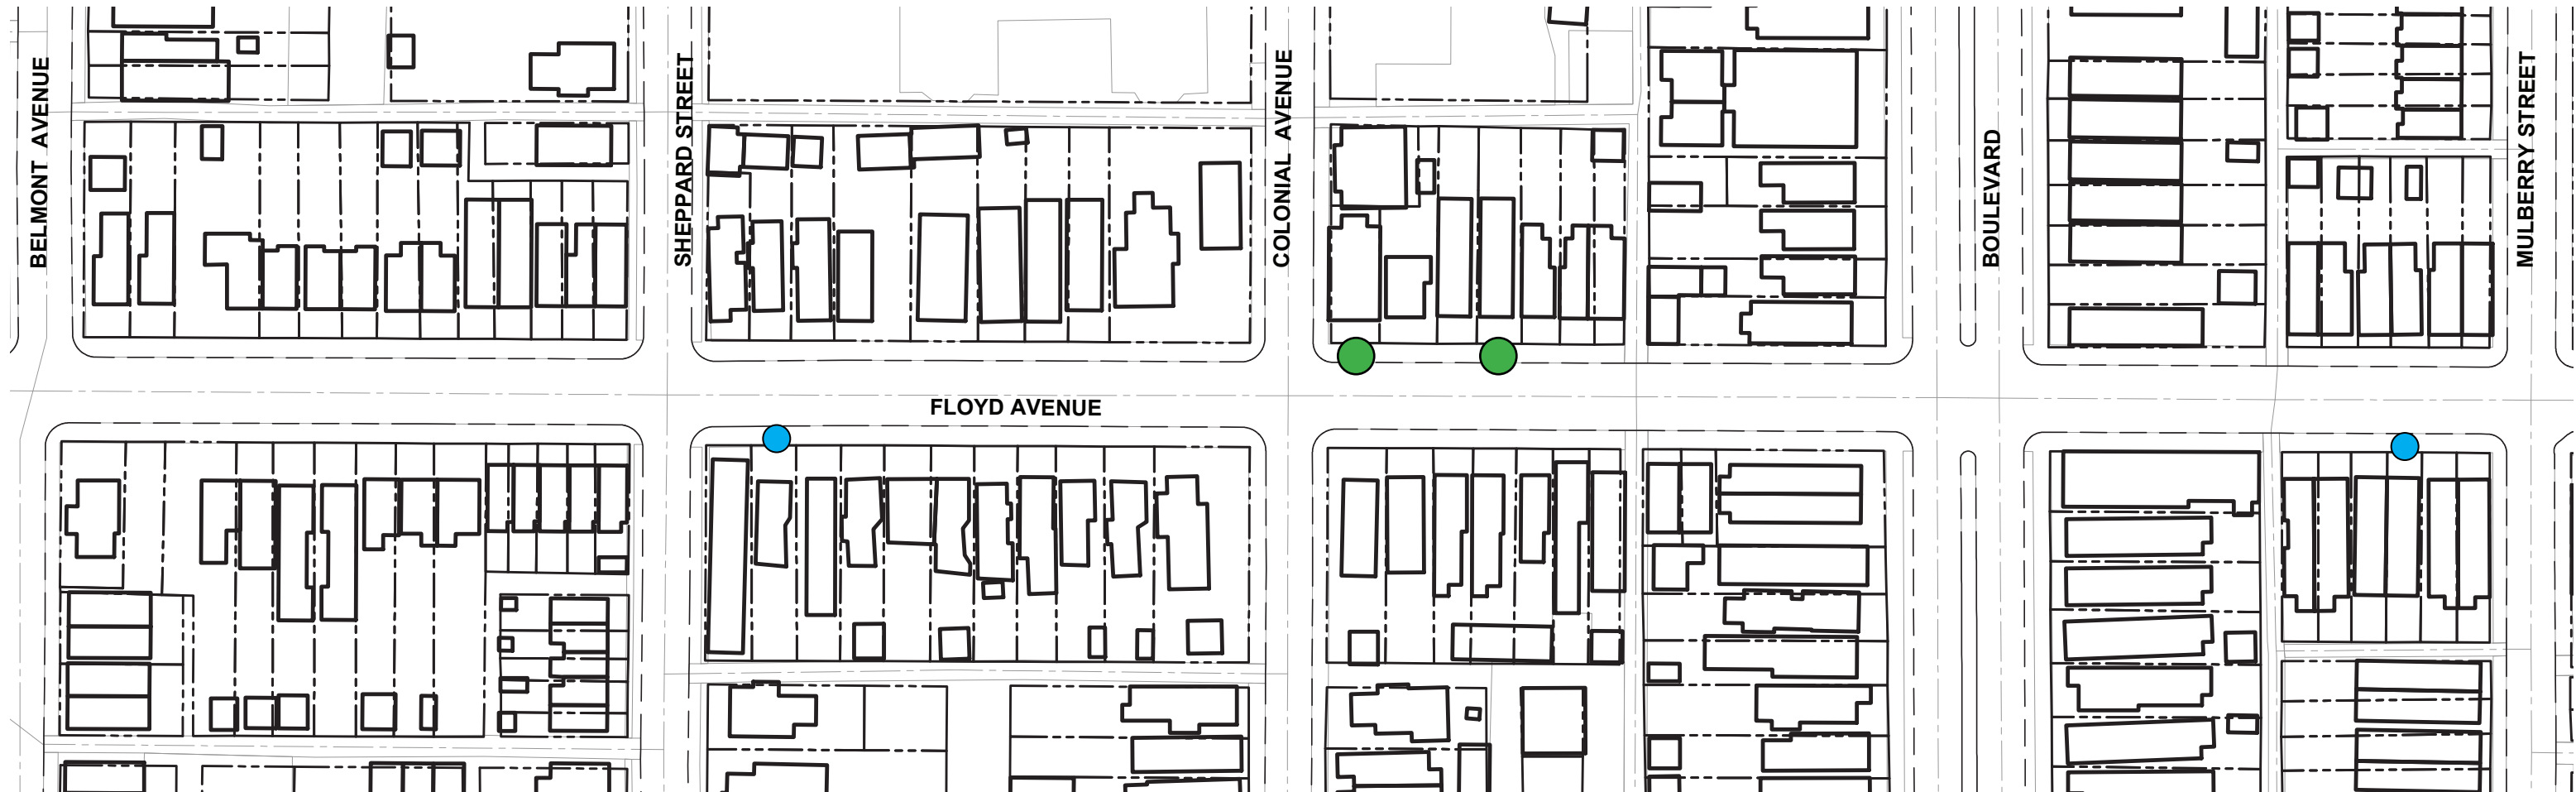 BELMONT AVENUE
SHEPPARD STREET
COLONIAL AVENUE
BOULEVARD
MULBERRY STREET
FLOYD AVENUE